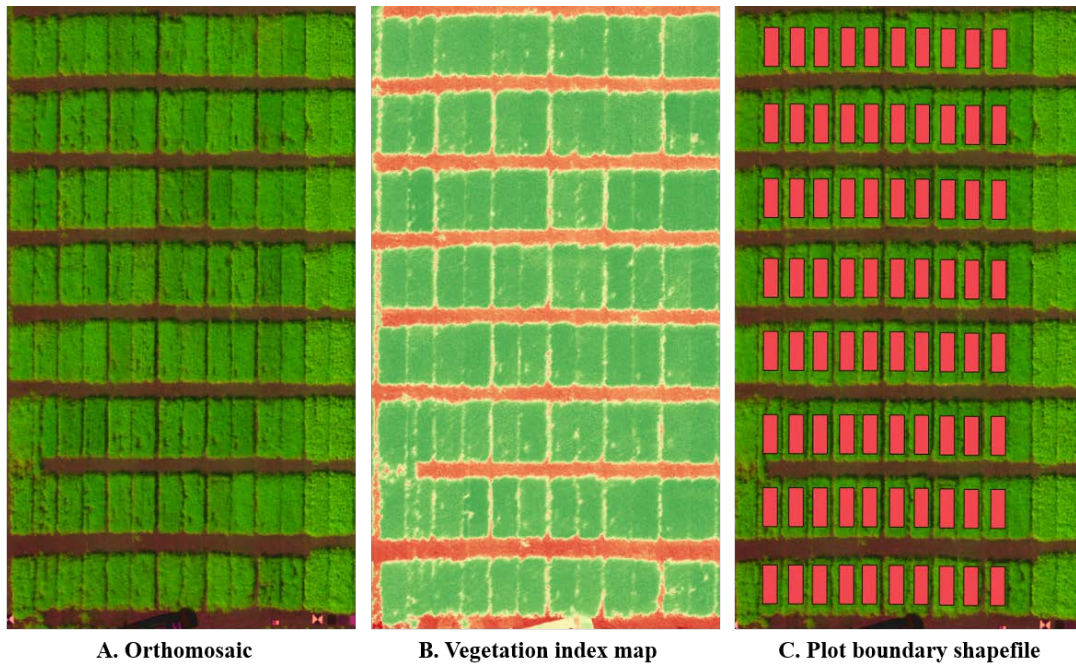 A. Orthomosaic
B. Vegetation index map
C. Plot boundary shapefile